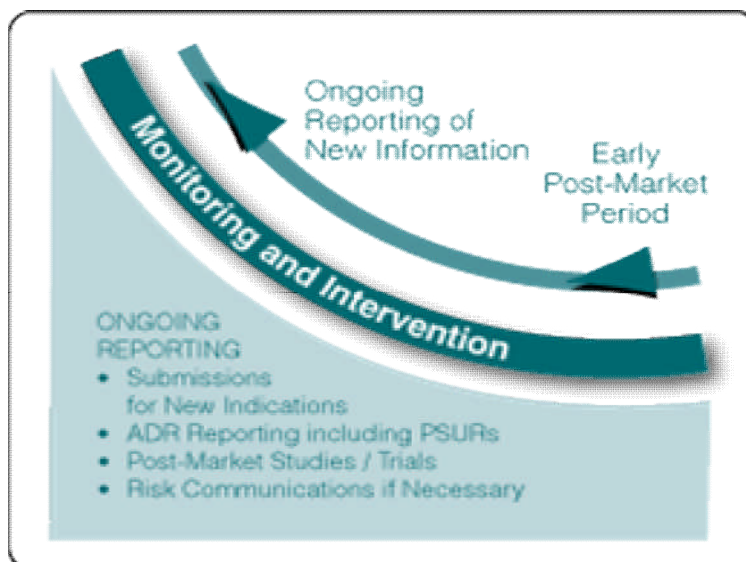 Ongoing
Reporting of
New Information
Early
Post-Market
Period
Monitoring and Intervention
ONGOING
REPORTING
• Submissions
for New Indications
• ADR Reporting including PSURs
• Post-Market Studies / Trials
• Risk Communications if Necessary